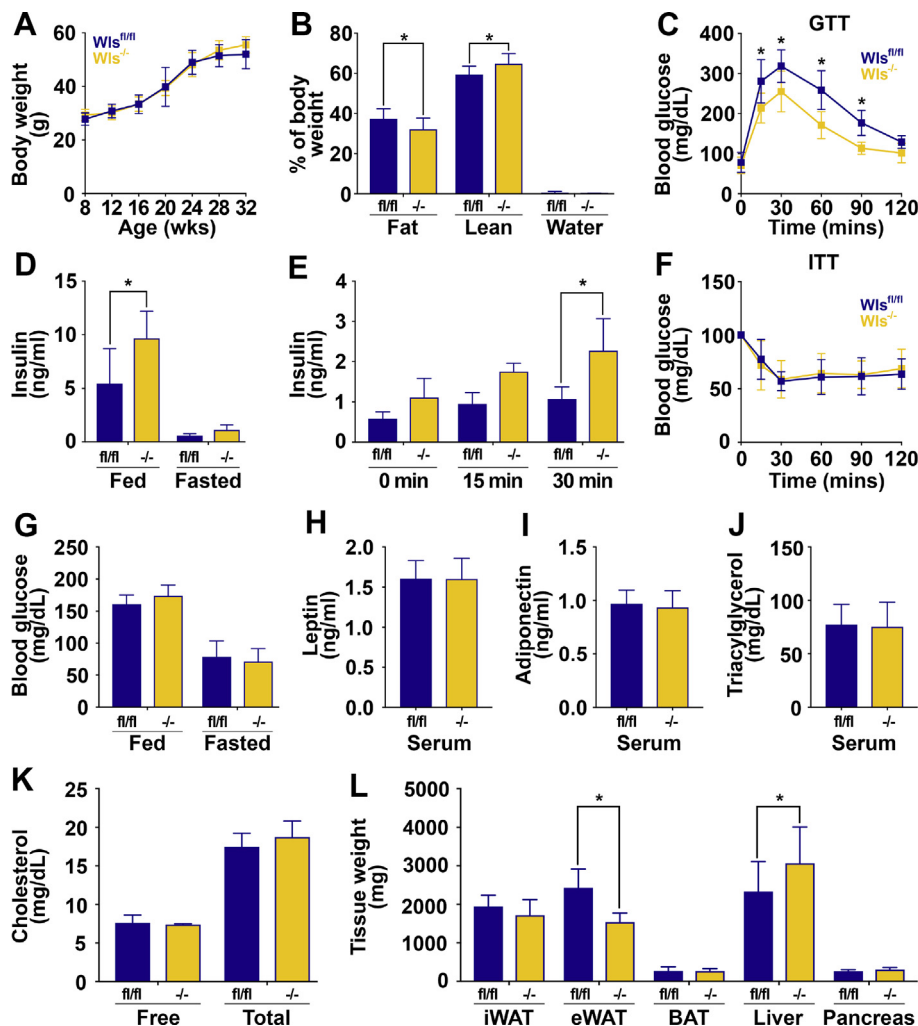 A
Body weight
(g)
60
40
20
0
8 12 16 20 24 28 32
Age (wks)
Wls^fl/fl
Wls^-/-
B
% of body
weight
80
60
40
20
0
*
*
fl/fl -/- fl/fl -/- fl/fl -/-
Fat Lean Water
C
GTT
Blood glucose
(mg/dL)
400
300
200
100
0
* * * *
Wls^fl/fl
Wls^-/-
0 30 60 90 120
Time (mins)
D
Insulin
(ng/ml)
15
10
5
0
*
fl/fl -/- fl/fl -/-
Fed Fasted
E
Insulin
(ng/ml)
4
3
2
1
0
*
fl/fl -/- fl/fl -/- fl/fl -/-
0 min 15 min 30 min
F
ITT
Blood glucose
(mg/dL)
150
100
50
0
Wls^fl/fl
Wls^-/-
0 30 60 90 120
Time (mins)
G
Blood glucose
(mg/dL)
250
200
150
100
50
0
fl/fl -/- fl/fl -/-
Fed Fasted
H
Leptin
(ng/ml)
2.0
1.5
1.0
0.5
0.0
fl/fl -/-
Serum
I
Adiponectin
(ng/ml)
1.5
1.0
0.5
0.0
fl/fl -/-
Serum
J
Triacylglycerol
(mg/dL)
150
100
50
0
fl/fl -/-
Serum
K
Cholesterol
(mg/dL)
25
20
15
10
5
0
fl/fl -/- fl/fl -/-
Free Total
L
Tissue weight
(mg)
5000
4000
3000
2000
1000
0
*
*
fl/fl -/- fl/fl -/- fl/fl -/- fl/fl -/- fl/fl -/-
iWAT eWAT BAT Liver Pancreas